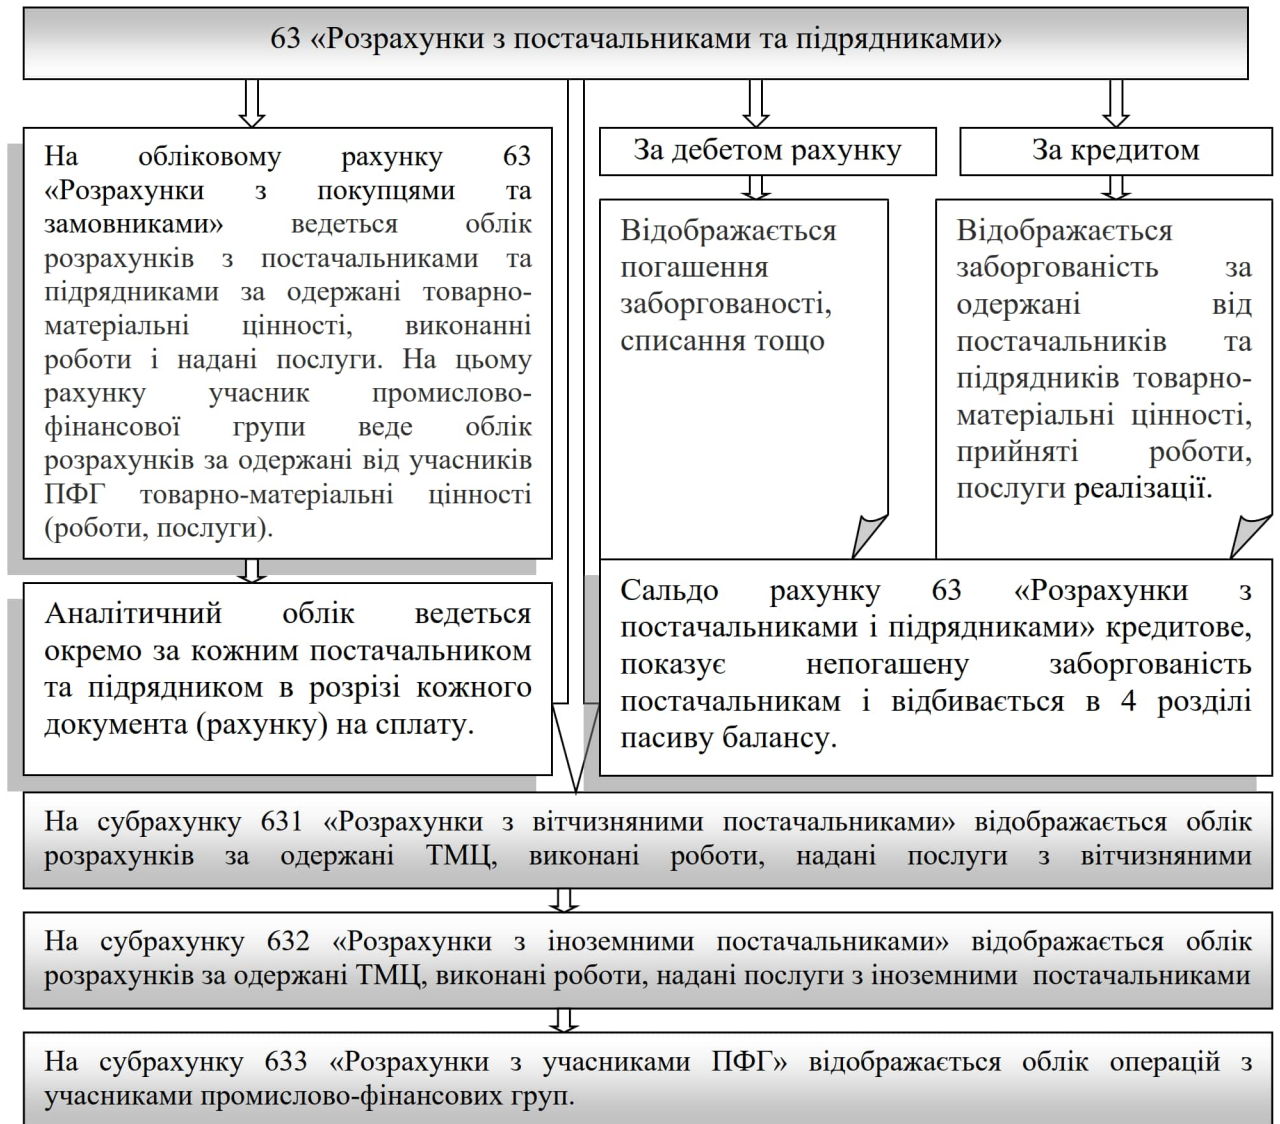 63 «Розрахунки з постачальниками та підрядниками»
На обліковому рахунку 63
«Розрахунки з покупцями та
замовниками» ведеться облік
розрахунків з постачальниками та
підрядниками за одержані товарно-
матеріальні цінності, виконанні
роботи і надані послуги. На цьому
рахунку учасник промислово-
фінансової групи веде облік
розрахунків за одержані від учасників
ПФГ товарно-матеріальні цінності
(роботи, послуги).
Аналітичний облік ведеться
окремо за кожним постачальником
та підрядником в розрізі кожного
документа (рахунку) на сплату.
За дебетом рахунку
Відображається
погашення
заборгованості,
списання тощо
За кредитом
Відображається
заборгованість за
одержані від
постачальників та
підрядників товарно-
матеріальні цінності,
прийняті роботи,
послуги реалізації.
Сальдо рахунку 63 «Розрахунки з
постачальниками і підрядниками» кредитове,
показує непогашену заборгованість
постачальникам і відбивається в 4 розділі
пасиву балансу.
На субрахунку 631 «Розрахунки з вітчизняними постачальниками» відображається облік
розрахунків за одержані ТМЦ, виконані роботи, надані послуги з вітчизняними
На субрахунку 632 «Розрахунки з іноземними постачальниками» відображається облік
розрахунків за одержані ТМЦ, виконані роботи, надані послуги з іноземними постачальниками
На субрахунку 633 «Розрахунки з учасниками ПФГ» відображається облік операцій з
учасниками промислово-фінансових груп.